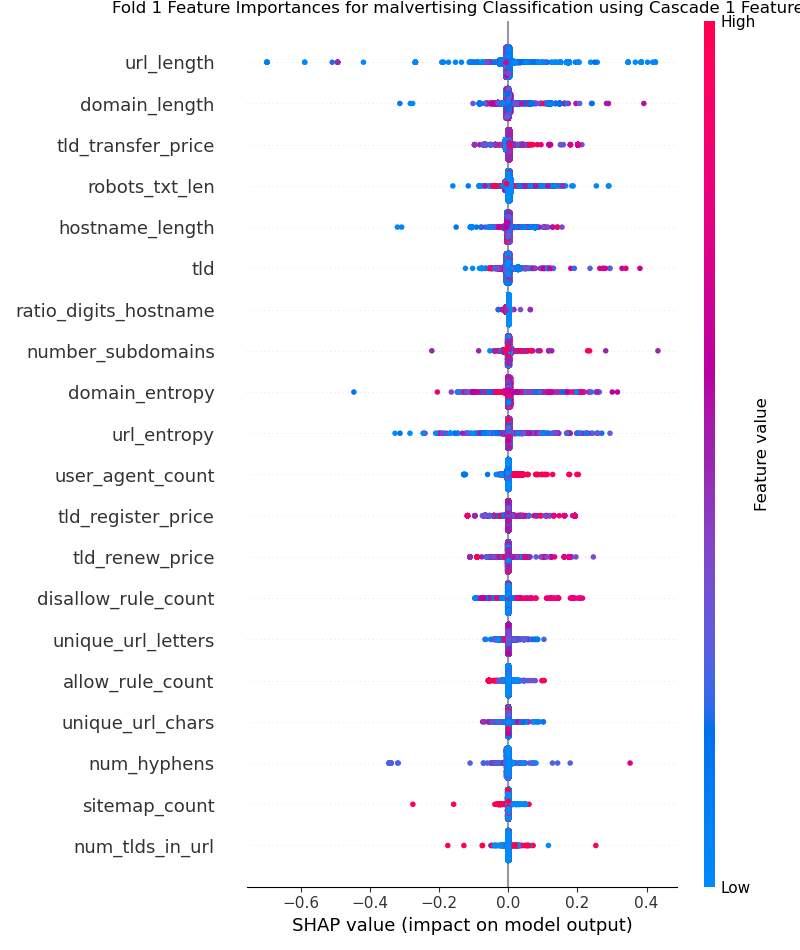 Fold 1 Feature Importances for malvertising Classification using Cascade 1 Feature
High
url_length
domain_length
tld_transfer_price
robots_txt_len
hostname_length
tld
ratio_digits_hostname
number_subdomains
domain_entropy
url_entropy
user_agent_count
tld_register_price
tld_renew_price
disallow_rule_count
unique_url_letters
allow_rule_count
unique_url_chars
num_hyphens
sitemap_count
num_tlds_in_url
Feature value
Low
−0.6 −0.4 −0.2 0.0 0.2 0.4
SHAP value (impact on model output)